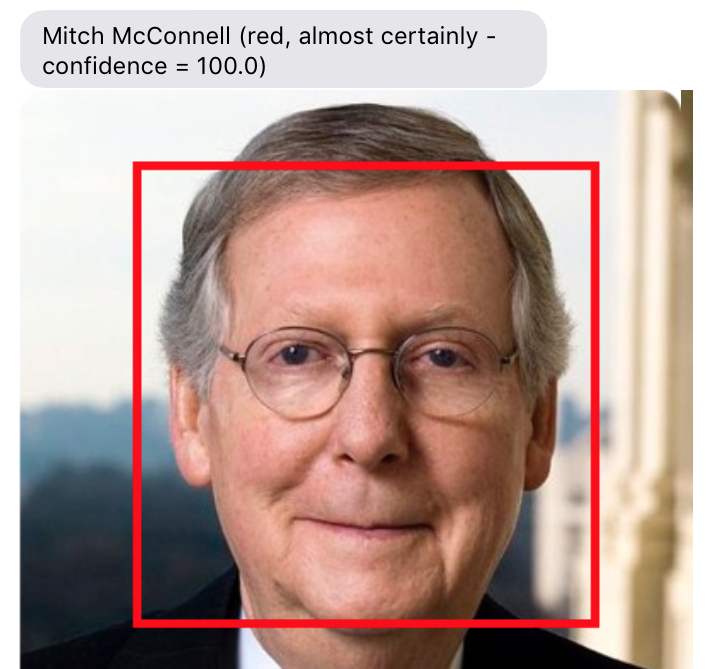 Mitch McConnell (red, almost certainly -
confidence = 100.0)